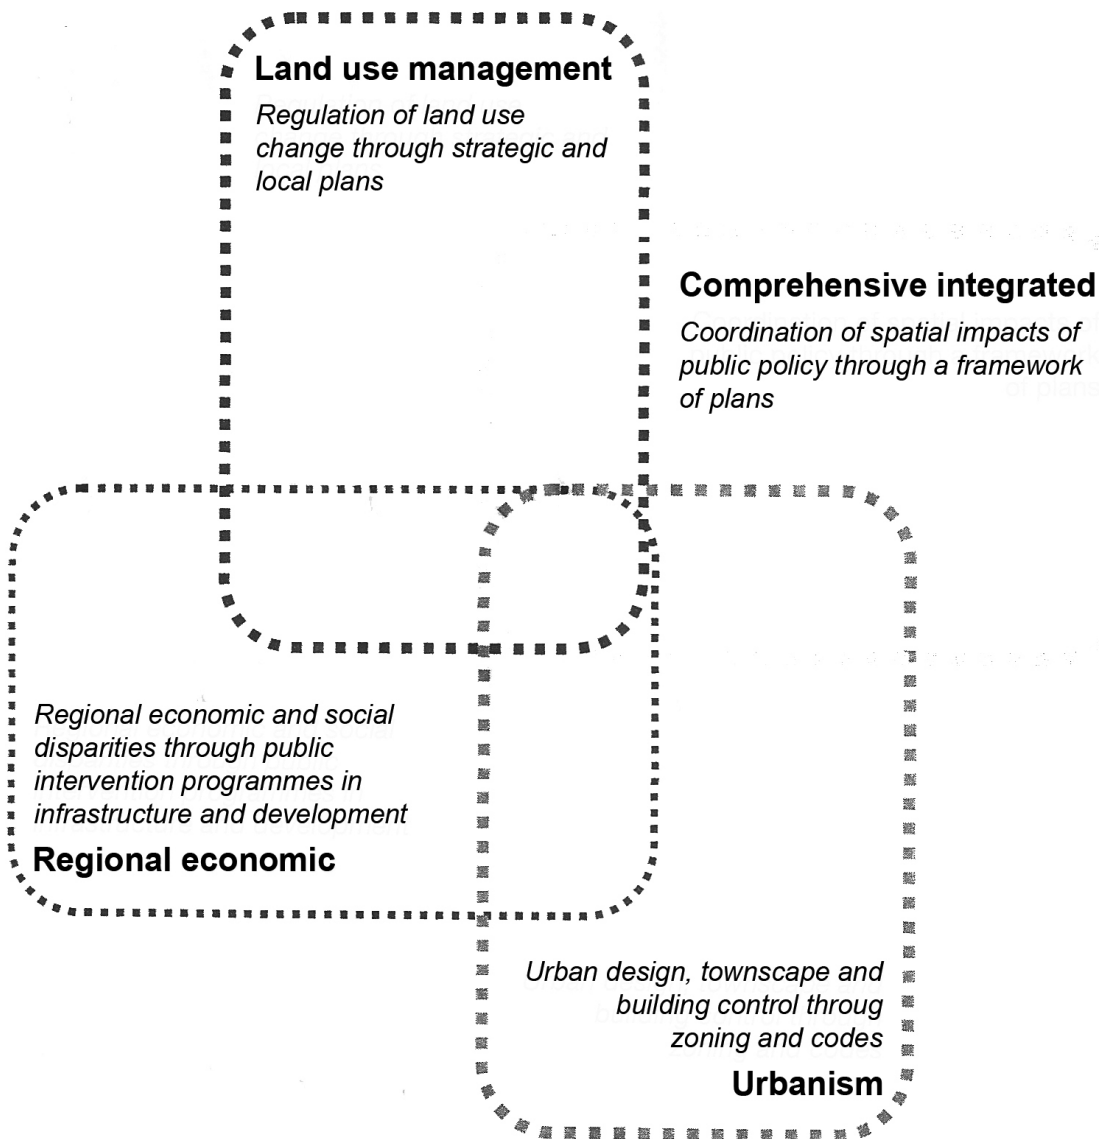 Land use management
Regulation of land use
change through strategic and
local plans
Comprehensive integrated
Coordination of spatial impacts of
public policy through a framework
of plans
Regional economic and social
disparities through public
intervention programmes in
infrastructure and development
Regional economic
Urban design, townscape and
building control throug
zoning and codes
Urbanism